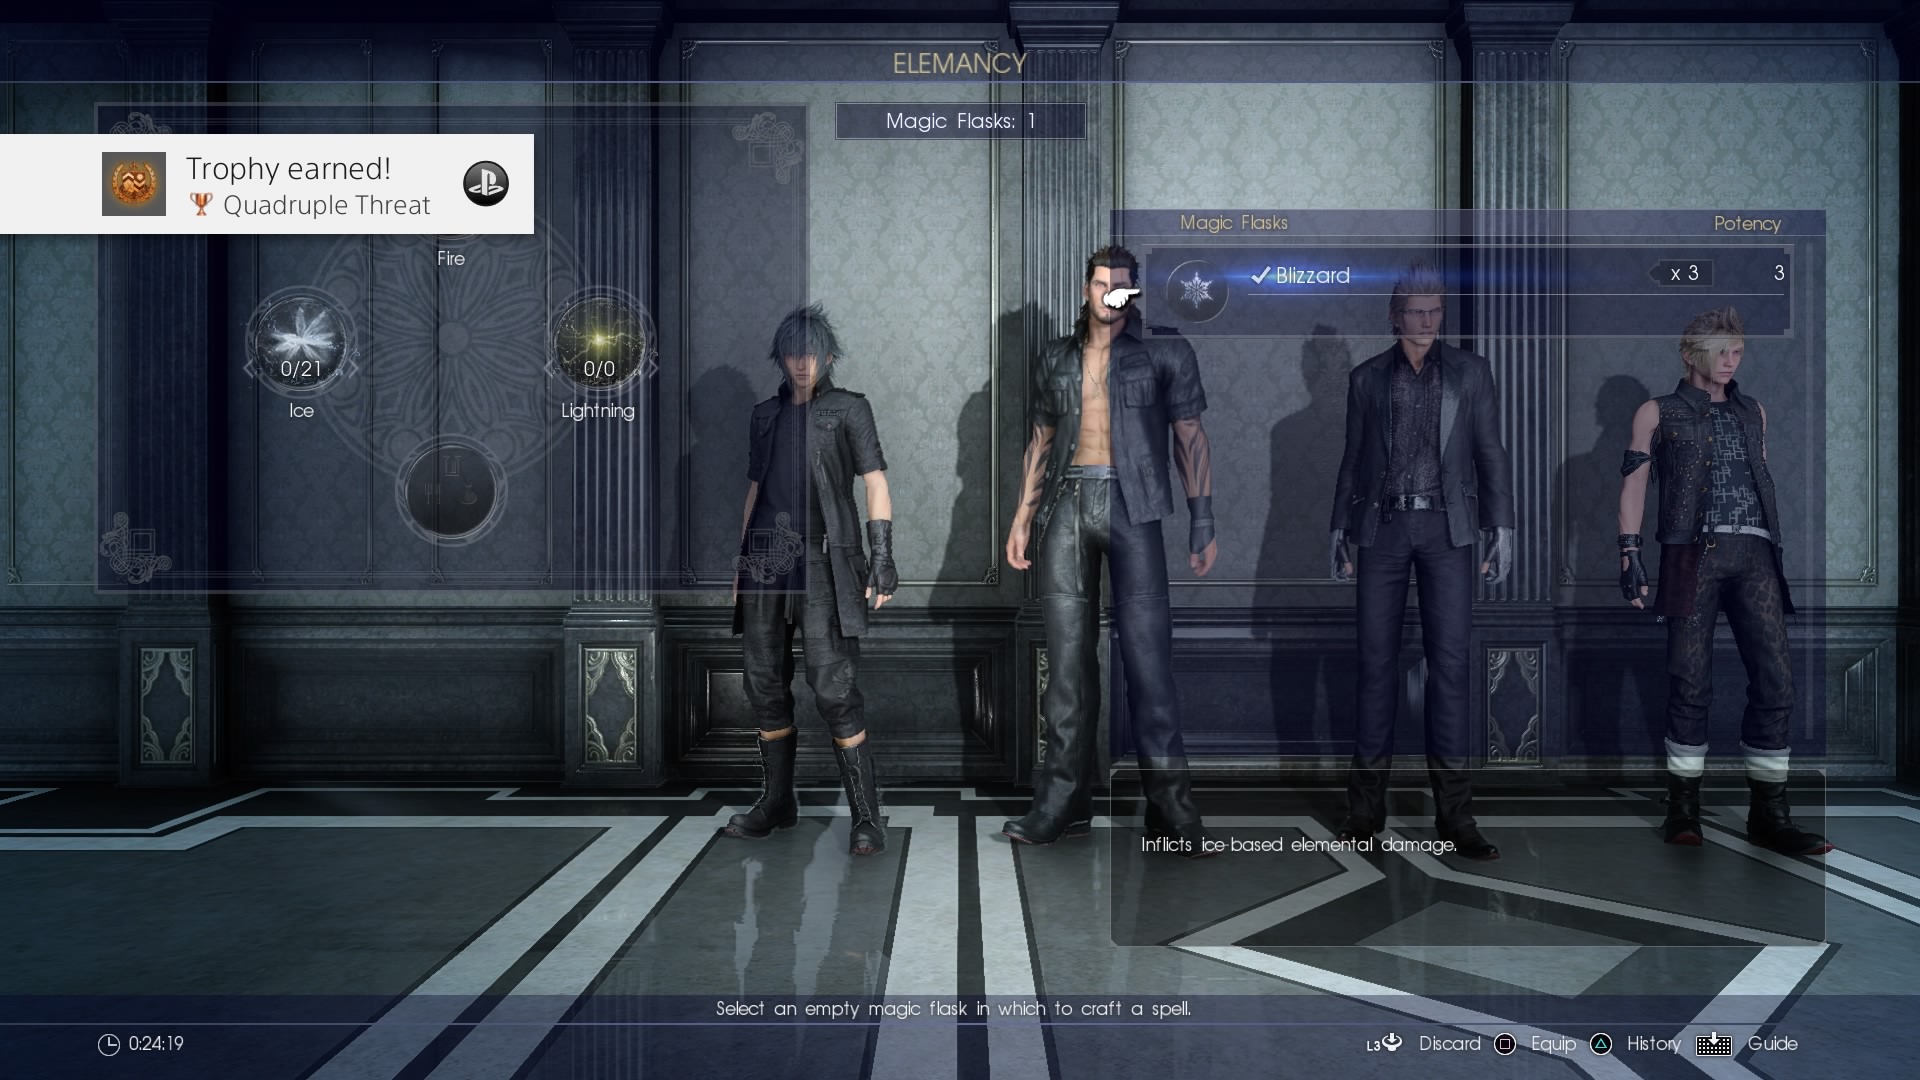 ELEMANCY
Magic Flasks: 1
Trophy earned!
Quadruple Threat
Fire
0/21
Ice
0/0
Lightning
Magic Flasks Potency
Blizzard x 3 3
Inflicts ice-based elemental damage.
Select an empty magic flask in which to craft a spell.
0:24:19
L3 Discard Equip History Guide